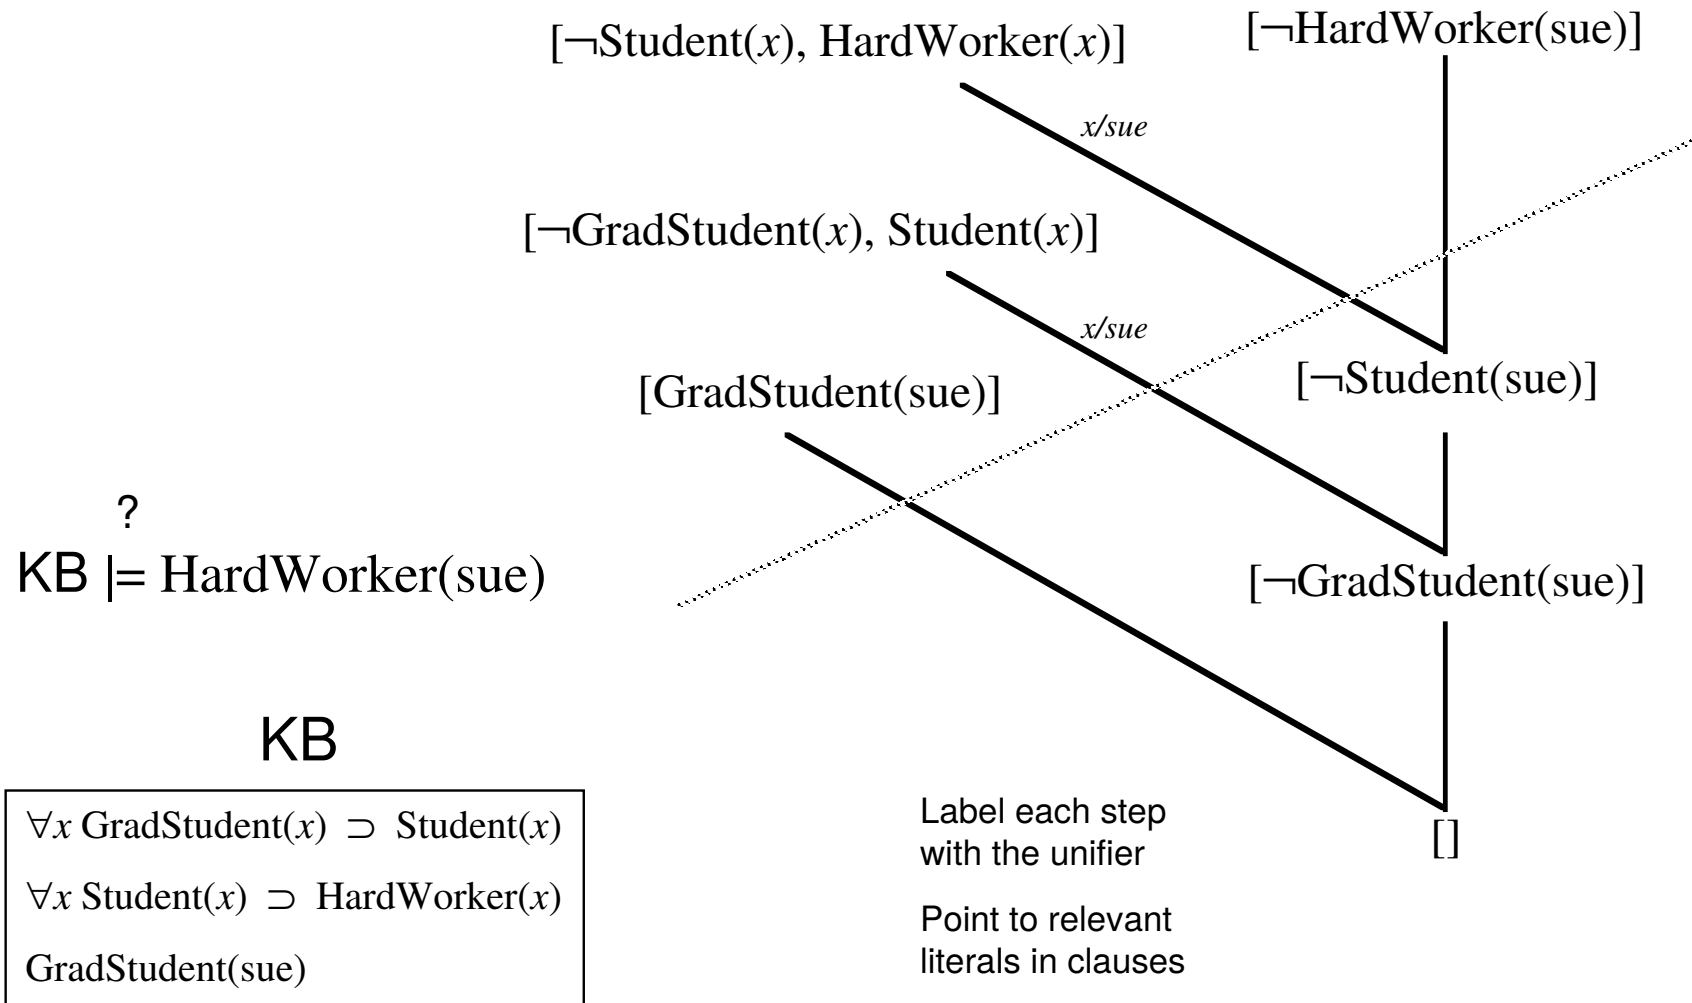 [¬Student(x), HardWorker(x)]
[¬HardWorker(sue)]
x/sue
[¬GradStudent(x), Student(x)]
x/sue
[GradStudent(sue)]
[¬Student(sue)]
?
KB |= HardWorker(sue)
[¬GradStudent(sue)]
KB
∀x GradStudent(x) ⊃ Student(x)
∀x Student(x) ⊃ HardWorker(x)
GradStudent(sue)
Label each step
with the unifier
Point to relevant
literals in clauses
[]